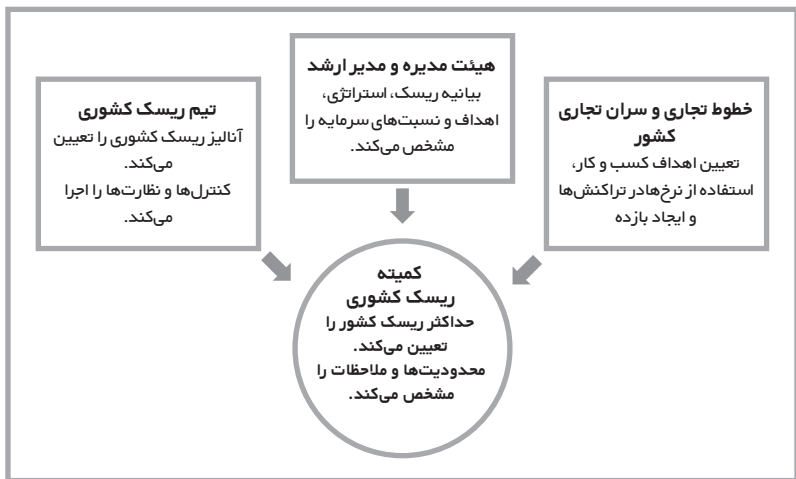 هیئت مدیره و مدیر ارشد
بیانیه ریسک، استراتژی،
اهداف و نسبت‌های سرمایه را
مشخص می‌کند.
خطوط تجاری و سران تجاری
کشور
تعیین اهداف کسب و کار،
استفاده از نرخ‌هادر تراکنش‌ها
و ایجاد بازده
تیم ریسک کشوری
آنالیز ریسک کشوری را تعیین
می‌کند.
کنترل‌ها و نظارت‌ها را اجرا
می‌کند.
کمیته
ریسک کشوری
حداکثر ریسک کشور را
تعیین می‌کند.
محدودیت‌ها و ملاحظات را
مشخص می‌کند.